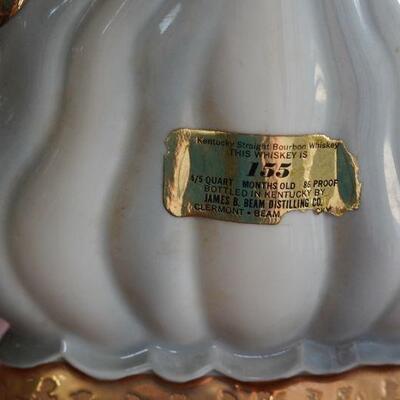 Kentucky Straight Bourbon Whiskey
THIS WHISKEY IS
155
4/5 QUART MONTHS OLD 86 PROOF
BOTTLED IN KENTUCKY BY
JAMES B. BEAM DISTILLING CO.
CLERMONT • BEAM KY